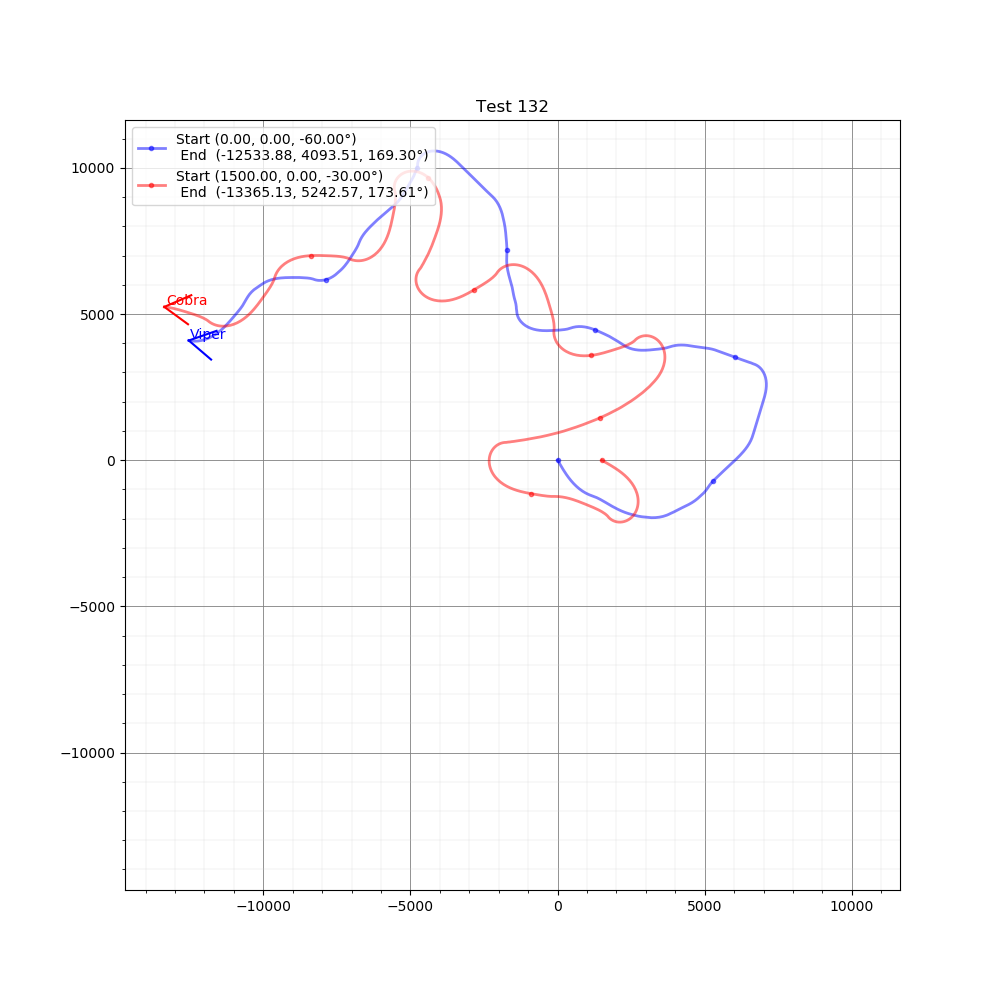 Test 132
Start (0.00, 0.00, -60.00°)
End  (-12533.88, 4093.51, 169.30°)
Start (1500.00, 0.00, -30.00°)
End  (-13365.13, 5242.57, 173.61°)
10000
5000
0
−5000
−10000
Cobra
Viper
−10000
−5000
0
5000
10000